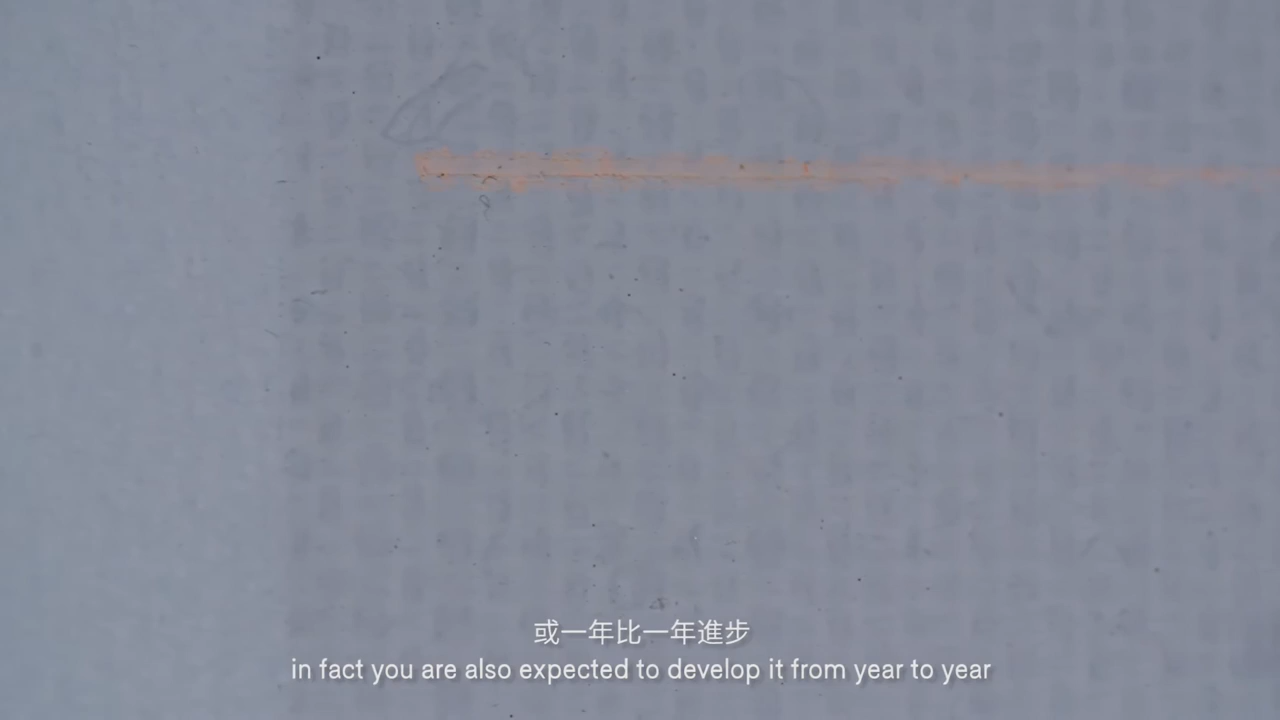 或一年比一年進步
in fact you are also expected to develop it from year to year